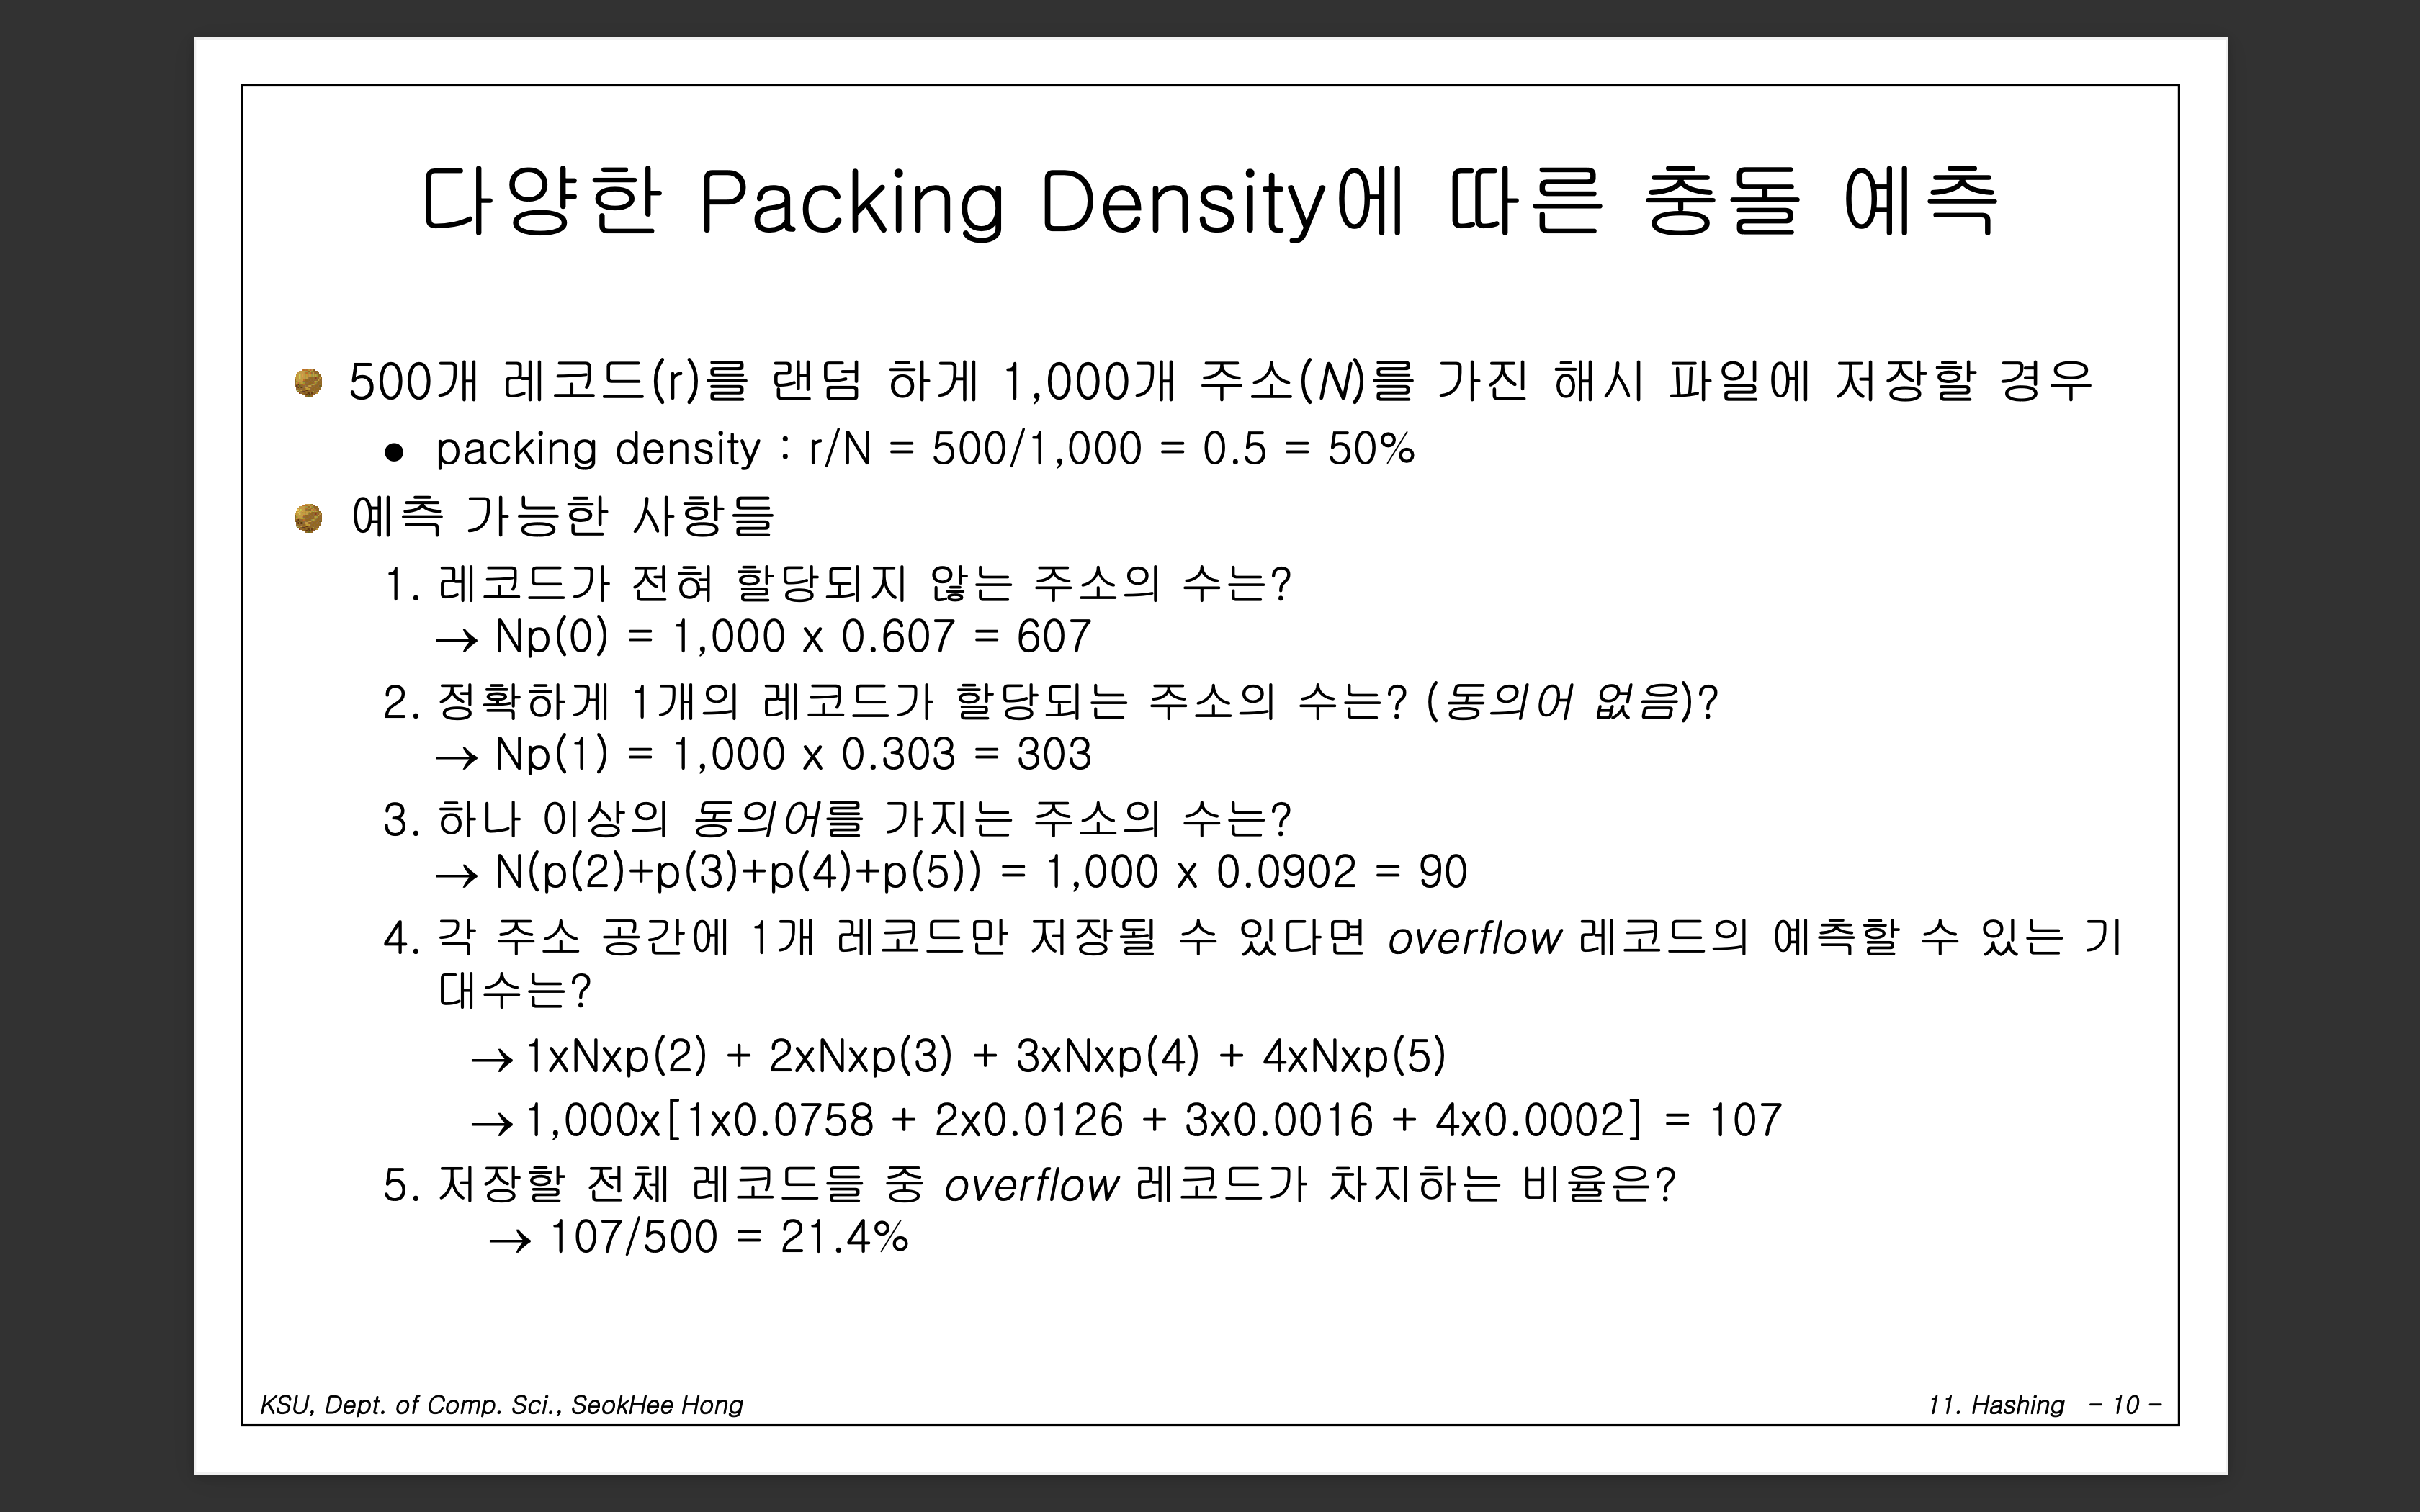 다양한 Packing Density에 따른 충돌 예측
500개 레코드(r)를 랜덤 하게 1,000개 주소(N)를 가진 해시 파일에 저장할 경우
• packing density : r/N = 500/1,000 = 0.5 = 50%
예측 가능한 사항들
1. 레코드가 전혀 할당되지 않는 주소의 수는?
→ Np(0) = 1,000 x 0.607 = 607
2. 정확하게 1개의 레코드가 할당되는 주소의 수는? (동의어 없음)?
→ Np(1) = 1,000 x 0.303 = 303
3. 하나 이상의 동의어를 가지는 주소의 수는?
→ N(p(2)+p(3)+p(4)+p(5)) = 1,000 x 0.0902 = 90
4. 각 주소 공간에 1개 레코드만 저장될 수 있다면 overflow 레코드의 예측할 수 있는 기
대수는?
→ 1xNxp(2) + 2xNxp(3) + 3xNxp(4) + 4xNxp(5)
→ 1,000x[1x0.0758 + 2x0.0126 + 3x0.0016 + 4x0.0002] = 107
5. 저장할 전체 레코드들 중 overflow 레코드가 차지하는 비율은?
→ 107/500 = 21.4%
KSU, Dept. of Comp. Sci., SeokHee Hong
11. Hashing - 10 -